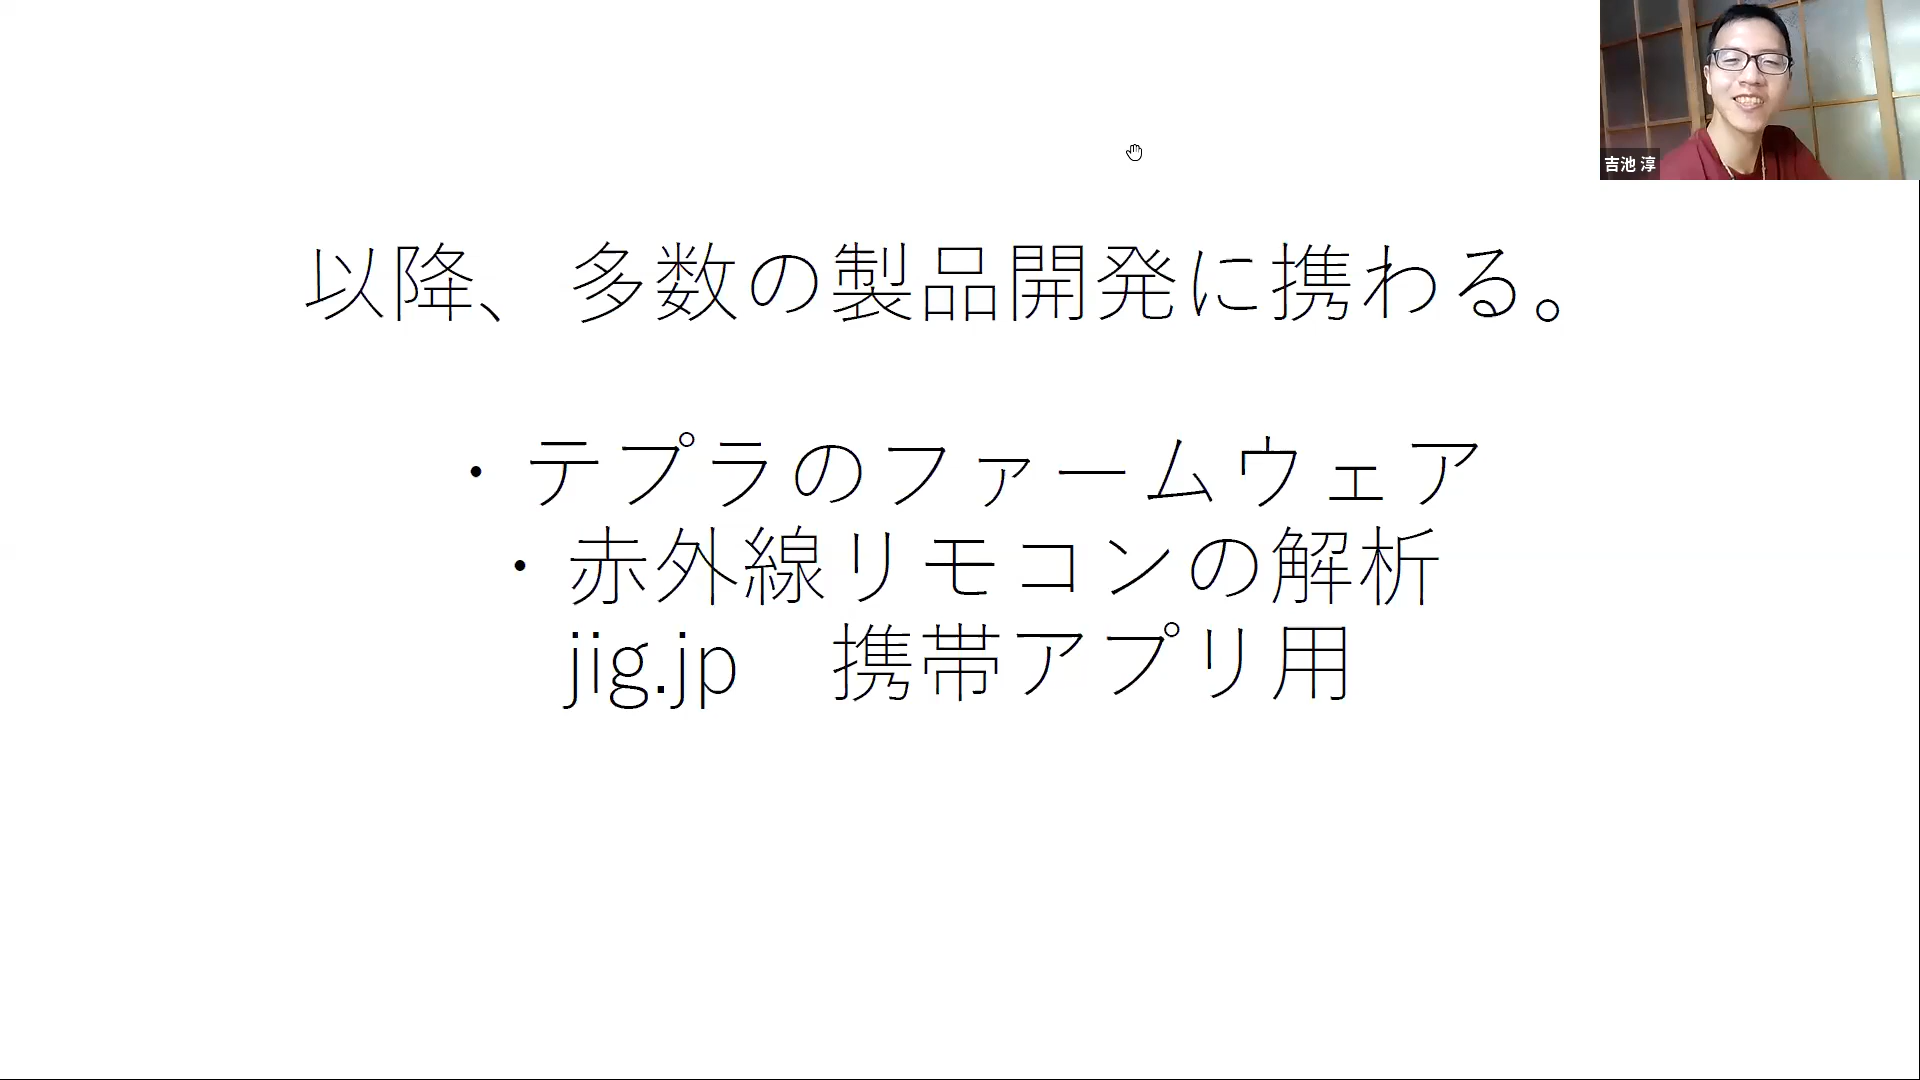 吉池 淳
以降、多数の製品開発に携わる。
・テプラのファームウェア
・赤外線リモコンの解析
jig.jp　携帯アプリ用